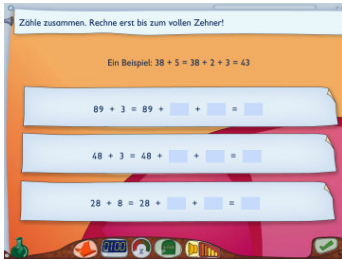 Zähle zusammen. Rechne erst bis zum vollen Zehner!
Ein Beispiel: 38 + 5 = 38 + 2 + 3 = 43
89 + 3 = 89 + + =
48 + 3 = 48 + + =
28 + 8 = 28 + + =